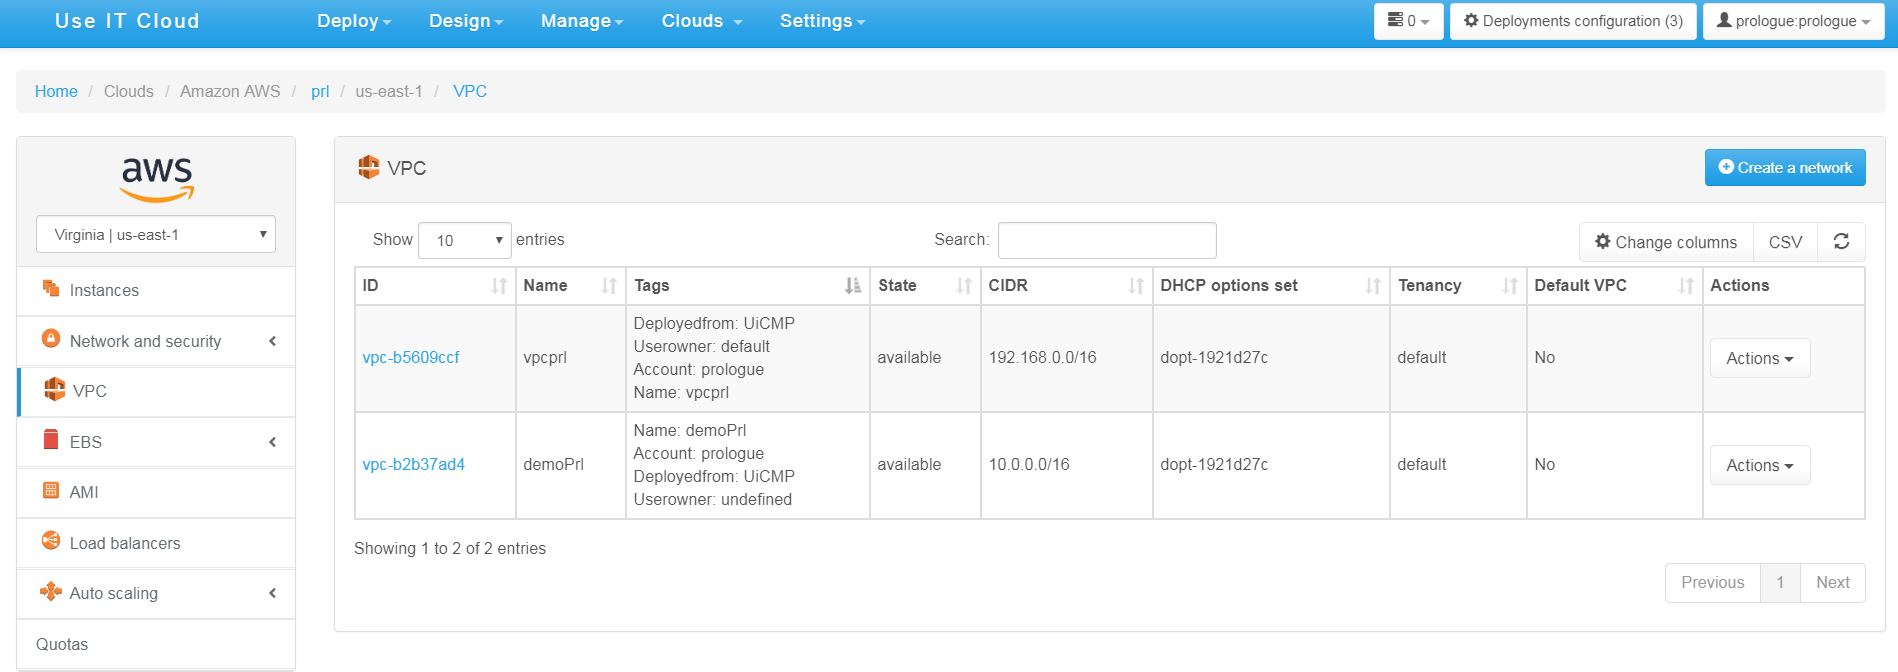 Use IT Cloud Deploy Design Manage Clouds Settings 0 Deployments configuration (3) prologue:prologue
Home / Clouds / Amazon AWS / prl / us-east-1 / VPC
aws
Virginia | us-east-1
Instances
Network and security
VPC
EBS
AMI
Load balancers
Auto scaling
Quotas
VPC Create a network
Show 10 entries Search: Change columns CSV
ID Name Tags State CIDR DHCP options set Tenancy Default VPC Actions
vpc-b5609ccf vpcprl Deployedfrom: UiCMP
Userowner: default
Account: prologue
Name: vpcprl available 192.168.0.0/16 dopt-1921d27c default No Actions
vpc-b2b37ad4 demoPrl Name: demoPrl
Account: prologue
Deployedfrom: UiCMP
Userowner: undefined available 10.0.0.0/16 dopt-1921d27c default No Actions
Showing 1 to 2 of 2 entries
Previous 1 Next